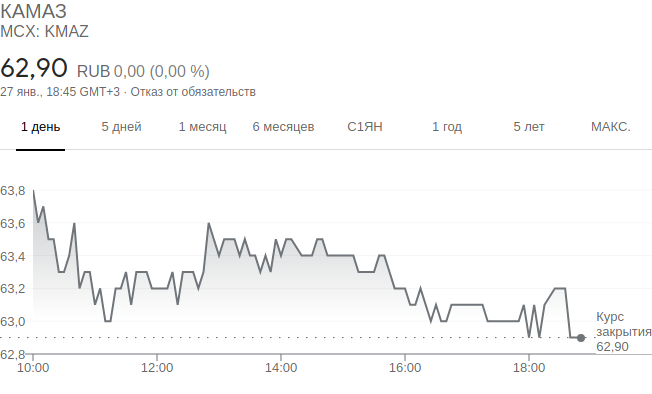 КАМАЗ
MCX: KMAZ
62,90 RUB 0,00 (0,00 %)
27 янв., 18:45 GMT+3 · Отказ от обязательств
1 день 5 дней 1 месяц 6 месяцев С1ЯН 1 год 5 лет МАКС.
63,8
63,6
63,4
63,2
63,0
62,8
Курс
закрытия
62,90
10:00 12:00 14:00 16:00 18:00